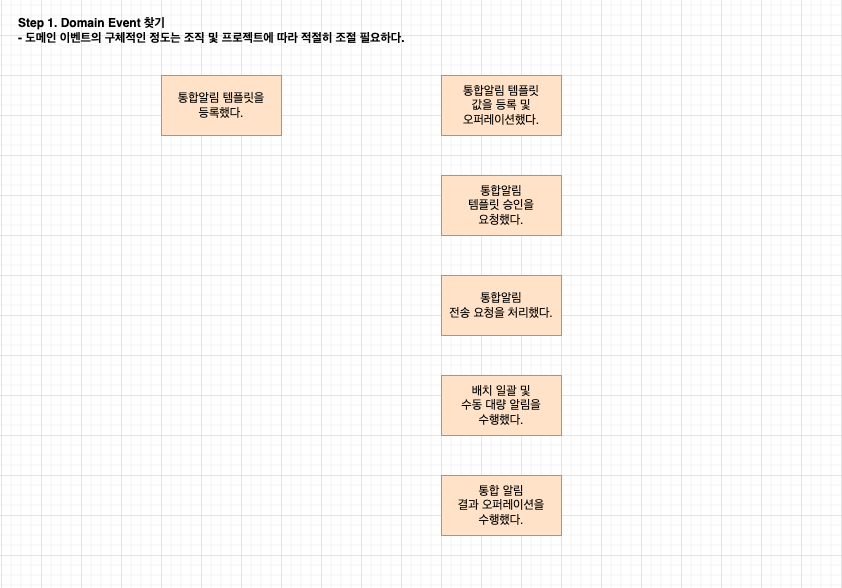 Step 1. Domain Event 찾기
- 도메인 이벤트의 구체적인 정도는 조직 및 프로젝트에 따라 적절히 조절 필요하다.
통합알림 템플릿을
등록했다.
통합알림 템플릿
값을 등록 및
오퍼레이션했다.
통합알림
템플릿 승인을
요청했다.
통합알림
전송 요청을 처리했다.
배치 일괄 및
수동 대량 알림을
수행했다.
통합 알림
결과 오퍼레이션을
수행했다.